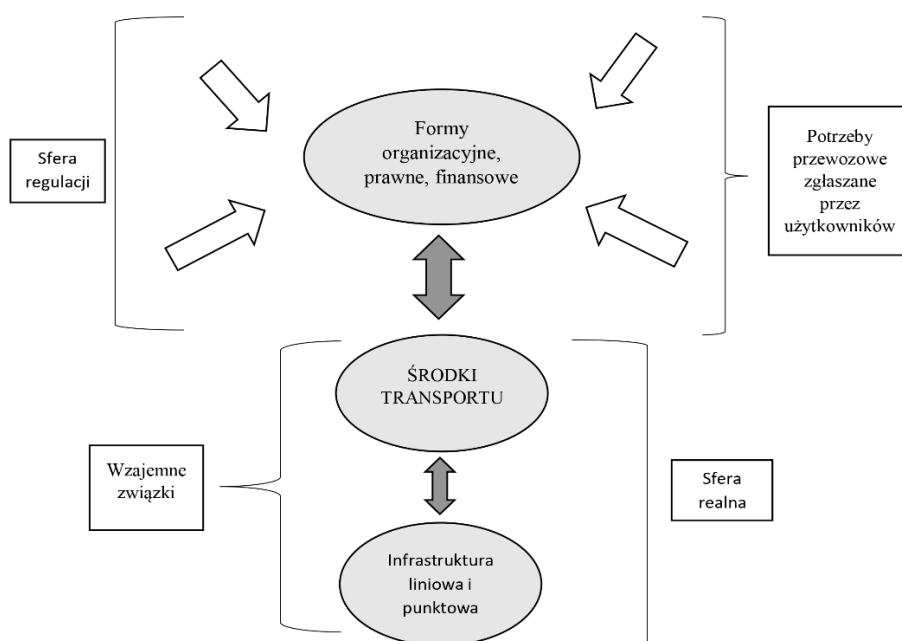 Sfera
regulacji
Formy
organizacyjne,
prawne, finansowe
Potrzeby
przewozowe
zgłaszane
przez
użytkowników
ŚRODKI
TRANSPORTU
Wzajemne
związki
Sfera
realna
Infrastruktura
liniowa i
punktowa